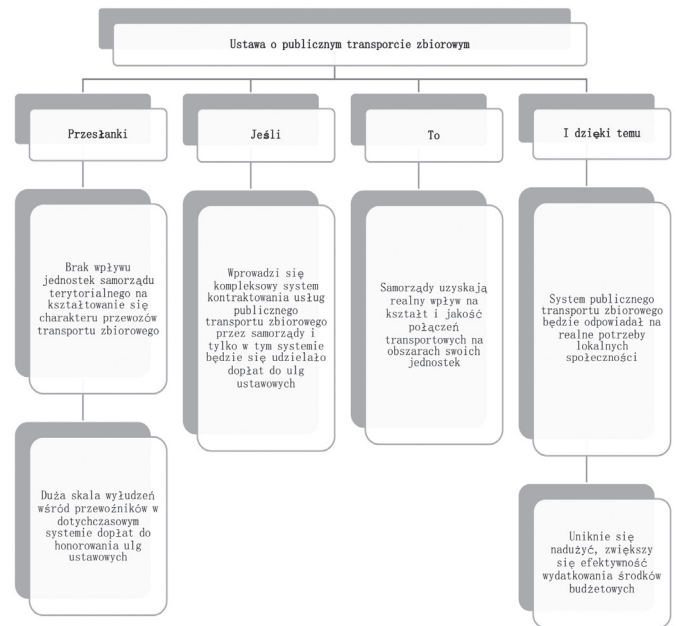 Ustawa o publicznym transporcie zbiorowym
Przesłanki
Brak wpływu
jednostek samorządu
terytorialnego na
kształtowanie się
charakteru przewozów
transportu zbiorowego
Duża skala wyłudzeń
wśród przewoźników w
dotychczasowym
systemie dopłat do
honorowania ulg
ustawowych
Jeśli
Wprowadzi się
kompleksowy system
kontraktowania usług
publicznego
transportu zbiorowego
przez samorządy i
tylko w tym systemie
będzie się udzielało
dopłat do ulg
ustawowych
To
Samorządy uzyskają
realny wpływ na
kształt i jakość
połączeń
transportowych na
obszarach swoich
jednostek
I dzięki temu
System publicznego
transportu zbiorowego
będzie odpowiadał na
realne potrzeby
lokalnych
społeczności
Uniknie się
nadużyć, zwiększy
się efektywność
wydatkowania środków
budżetowych